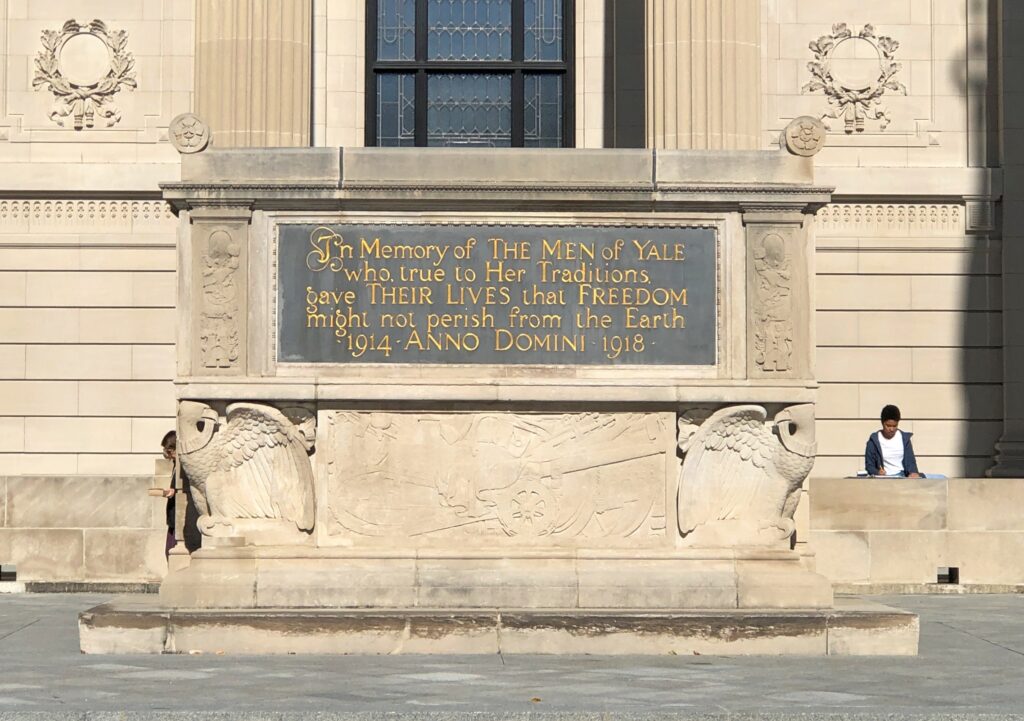 In Memory of THE MEN of YALE
who, true to Her Traditions,
gave THEIR LIVES that FREEDOM
might not perish from the Earth
· 1914 · ANNO DOMINI · 1918 ·